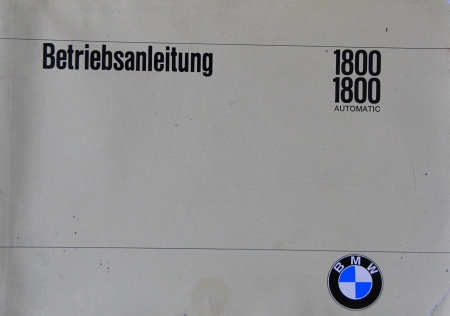 Betriebsanleitung
1800
1800
AUTOMATIC
BMW